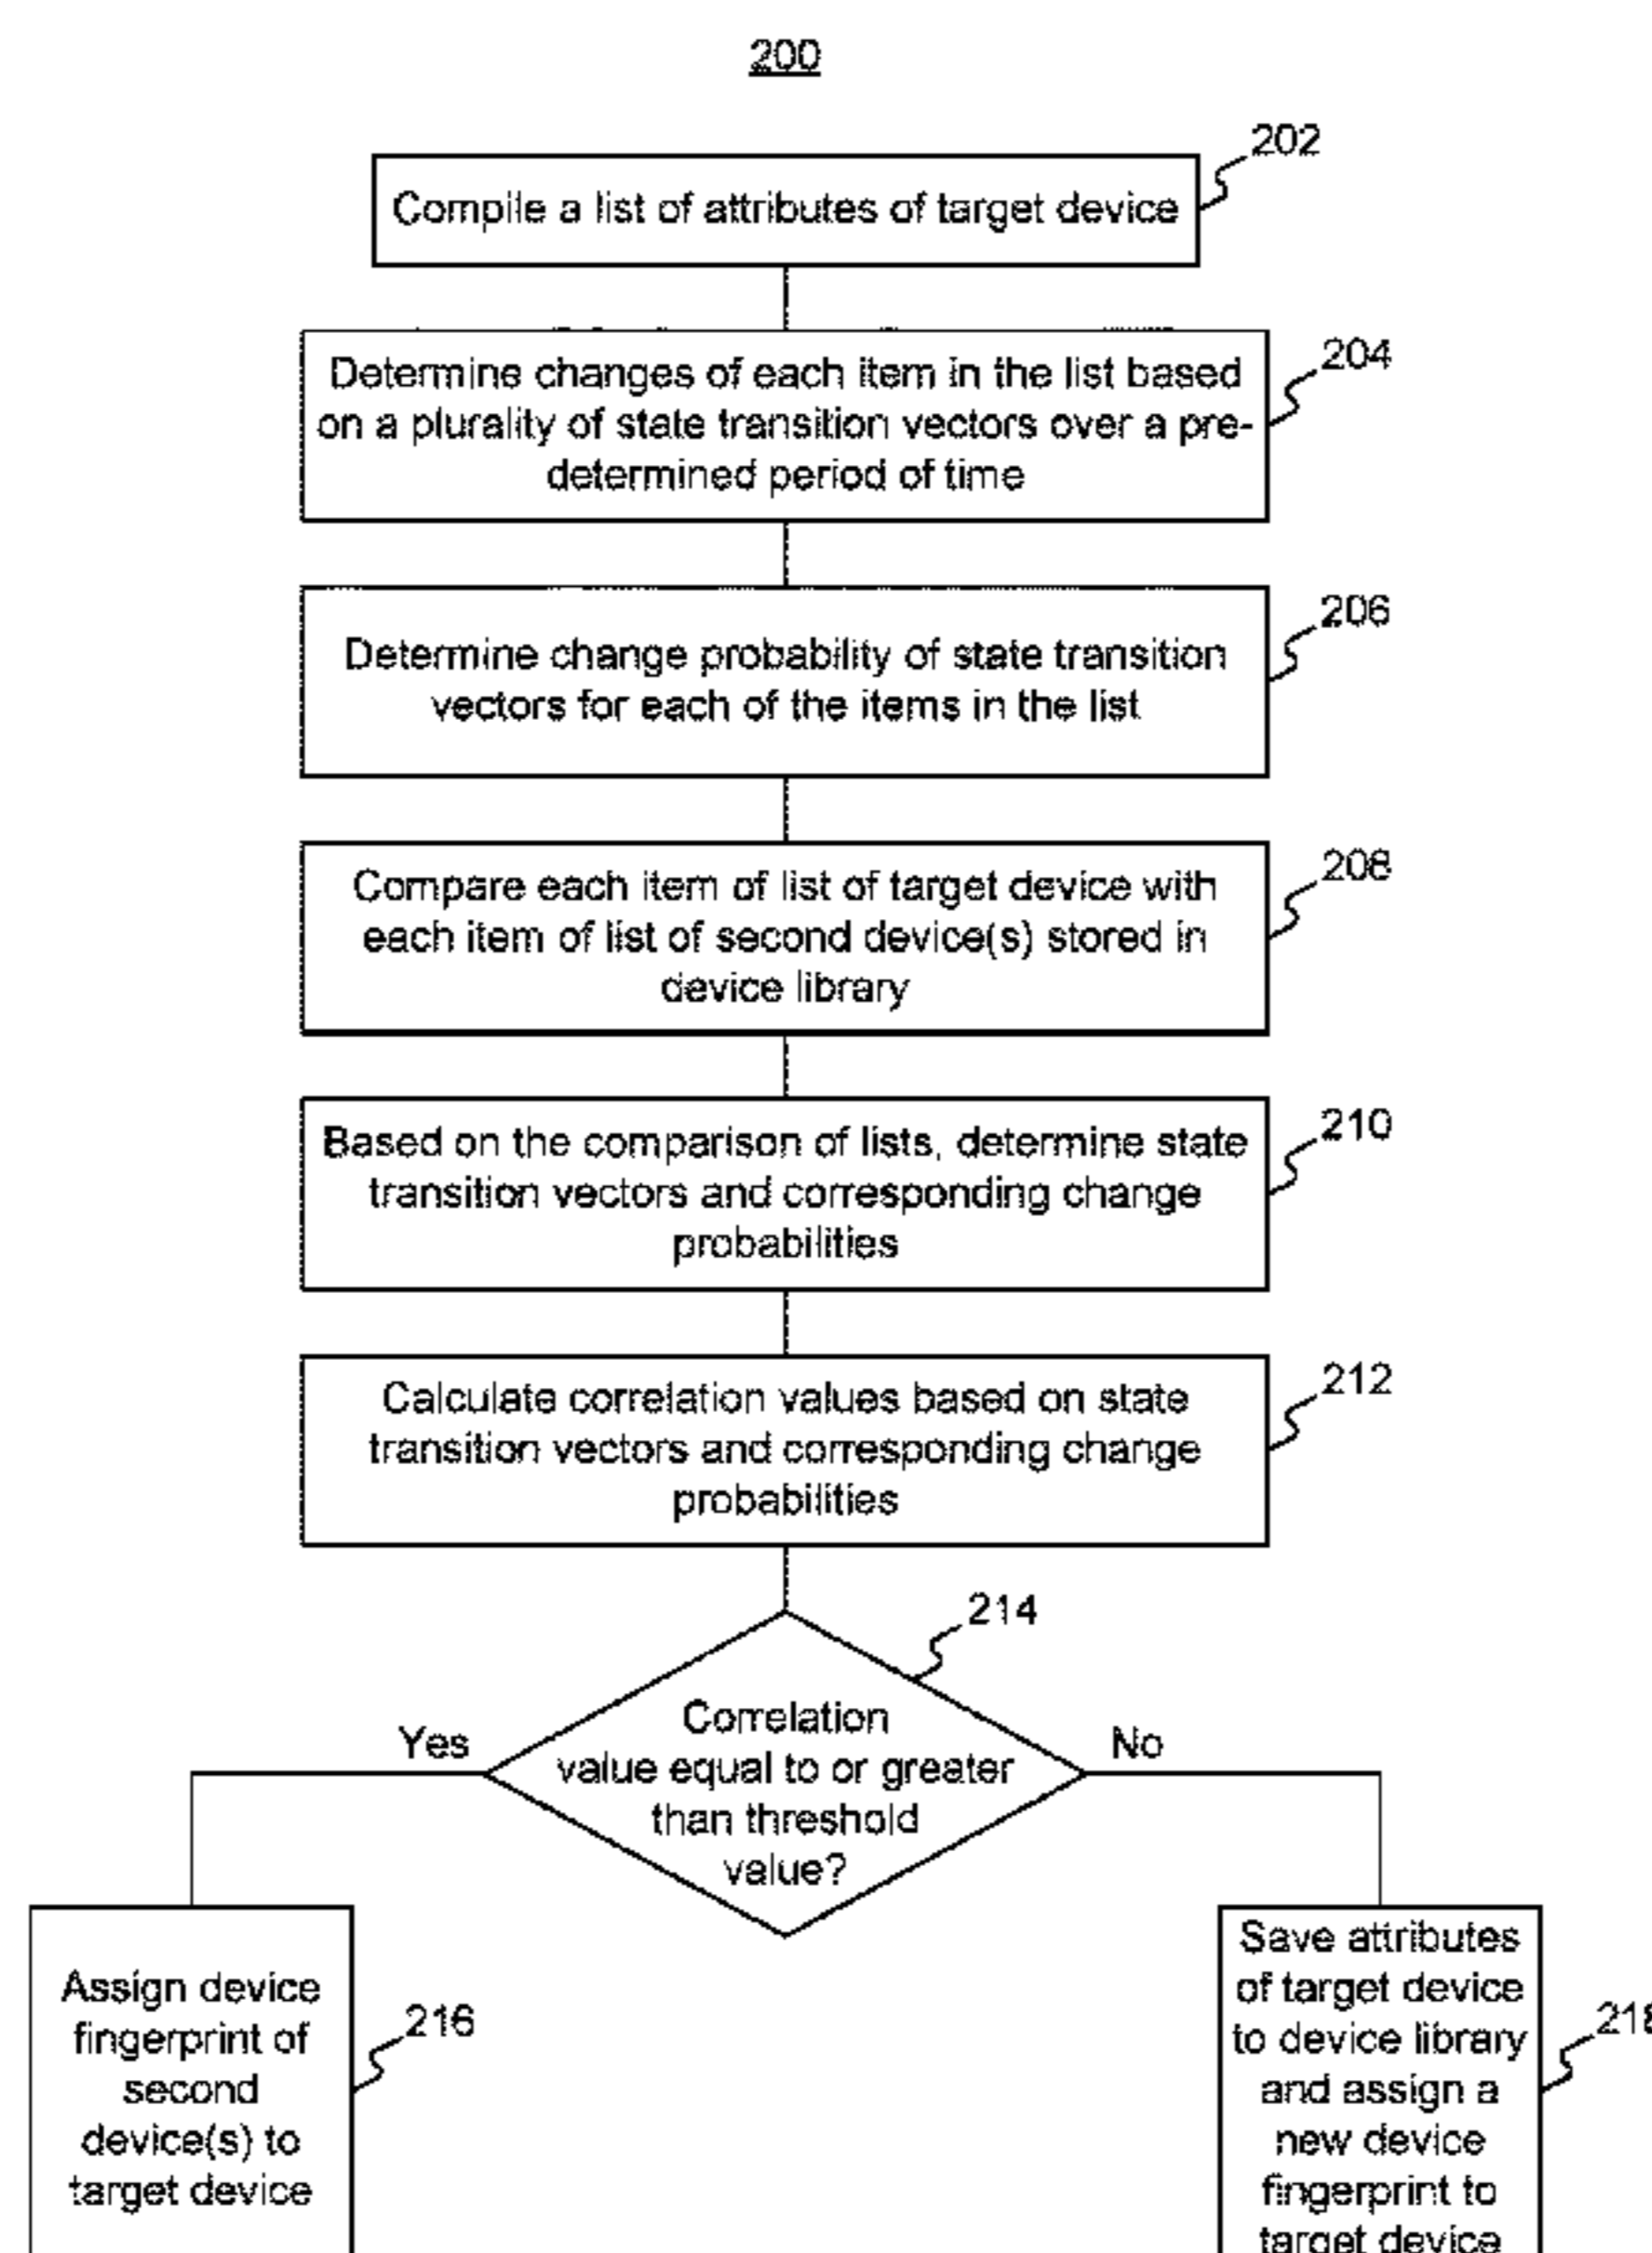 200
202
Compile a list of attributes of target device
204
Determine changes of each item in the list based
on a plurality of state transition vectors over a pre-
determined period of time
206
Determine change probability of state transition
vectors for each of the items in the list
208
Compare each item of list of target device with
each item of list of second device(s) stored in
device library
210
Based on the comparison of lists, determine state
transition vectors and corresponding change
probabilities
212
Calculate correlation values based on state
transition vectors and corresponding change
probabilities
214
Correlation
value equal to or greater
than threshold
value?
Yes
No
Assign device
fingerprint of
second
device(s) to
target device
216
Save attributes
of target device
to device library
and assign a
new device
fingerprint to
target device
218